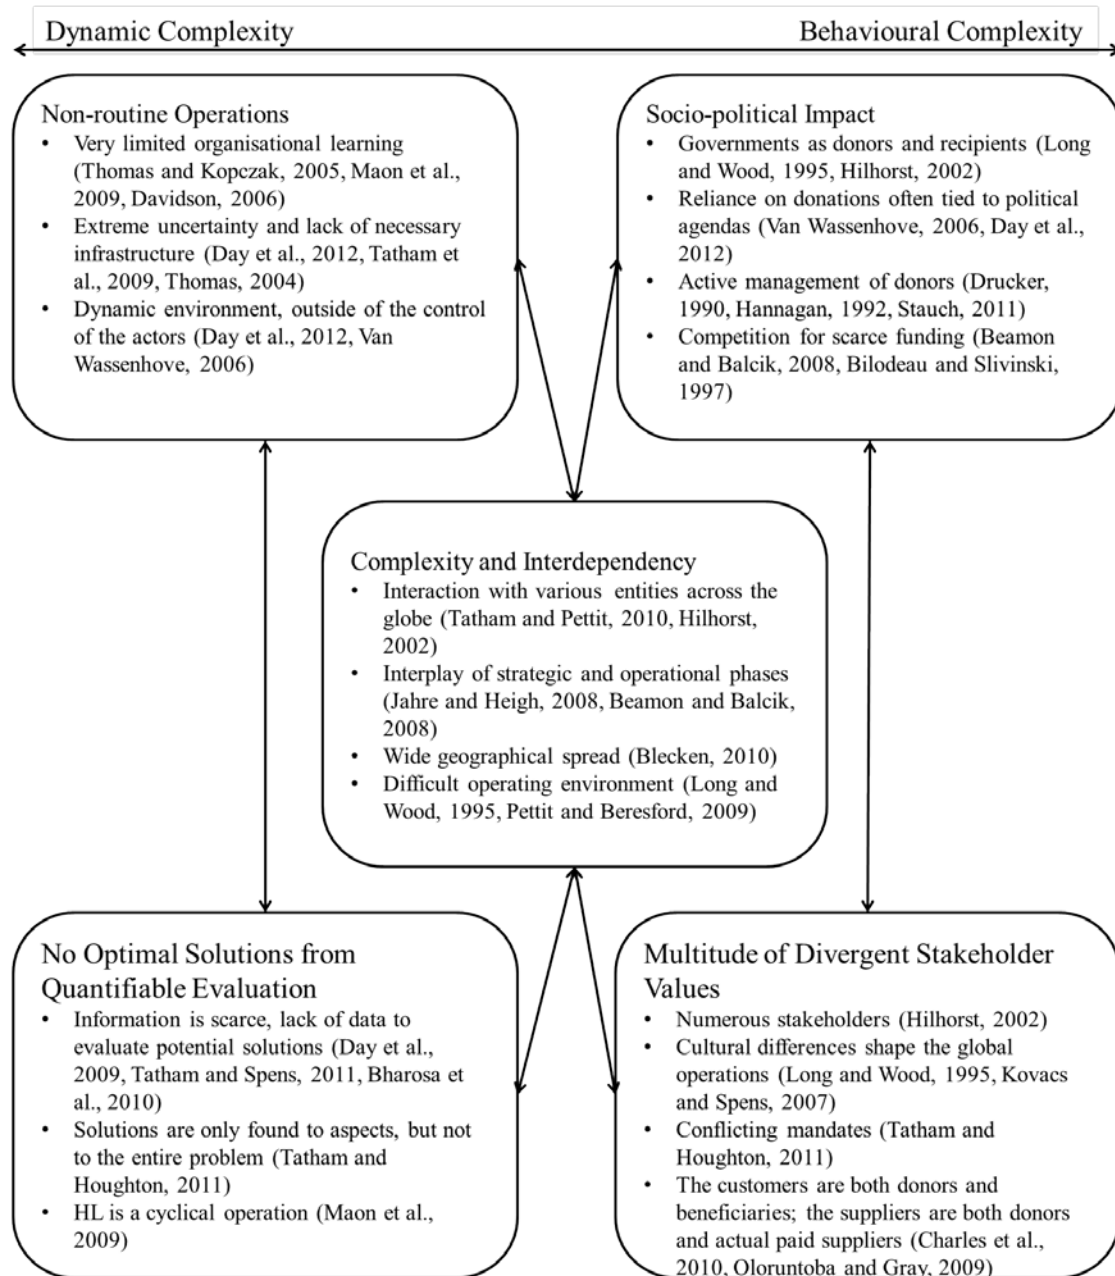 Dynamic Complexity
Behavioural Complexity
Non-routine Operations
• Very limited organisational learning
(Thomas and Kopczak, 2005, Maon et al.,
2009, Davidson, 2006)
• Extreme uncertainty and lack of necessary
infrastructure (Day et al., 2012, Tatham et
al., 2009, Thomas, 2004)
• Dynamic environment, outside of the control
of the actors (Day et al., 2012, Van
Wassenhove, 2006)
Socio-political Impact
• Governments as donors and recipients (Long
and Wood, 1995, Hilhorst, 2002)
• Reliance on donations often tied to political
agendas (Van Wassenhove, 2006, Day et al.,
2012)
• Active management of donors (Drucker,
1990, Hannagan, 1992, Stauch, 2011)
• Competition for scarce funding (Beamon
and Balcik, 2008, Bilodeau and Slivinski,
1997)
Complexity and Interdependency
• Interaction with various entities across the
globe (Tatham and Pettit, 2010, Hilhorst,
2002)
• Interplay of strategic and operational phases
(Jahre and Heigh, 2008, Beamon and Balcik,
2008)
• Wide geographical spread (Blecken, 2010)
• Difficult operating environment (Long and
Wood, 1995, Pettit and Beresford, 2009)
No Optimal Solutions from
Quantifiable Evaluation
• Information is scarce, lack of data to
evaluate potential solutions (Day et al.,
2009, Tatham and Spens, 2011, Bharosa et
al., 2010)
• Solutions are only found to aspects, but not
to the entire problem (Tatham and
Houghton, 2011)
• HL is a cyclical operation (Maon et al.,
2009)
Multitude of Divergent Stakeholder
Values
• Numerous stakeholders (Hilhorst, 2002)
• Cultural differences shape the global
operations (Long and Wood, 1995, Kovacs
and Spens, 2007)
• Conflicting mandates (Tatham and
Houghton, 2011)
• The customers are both donors and
beneficiaries; the suppliers are both donors
and actual paid suppliers (Charles et al.,
2010, Oloruntoba and Gray, 2009)